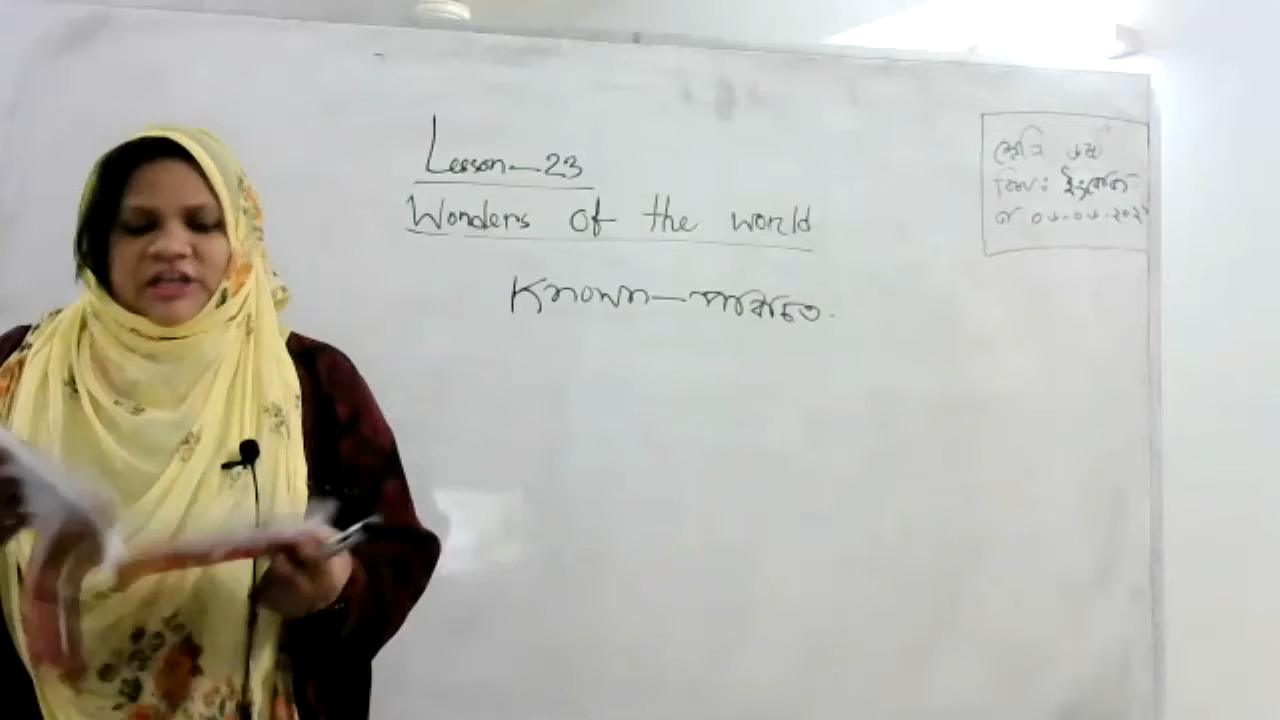 Lesson-23
Wonders of the world
Known-পরিচিত.
শ্রেণি ৬ষ্ঠ
বিষয়: ইংরেজি